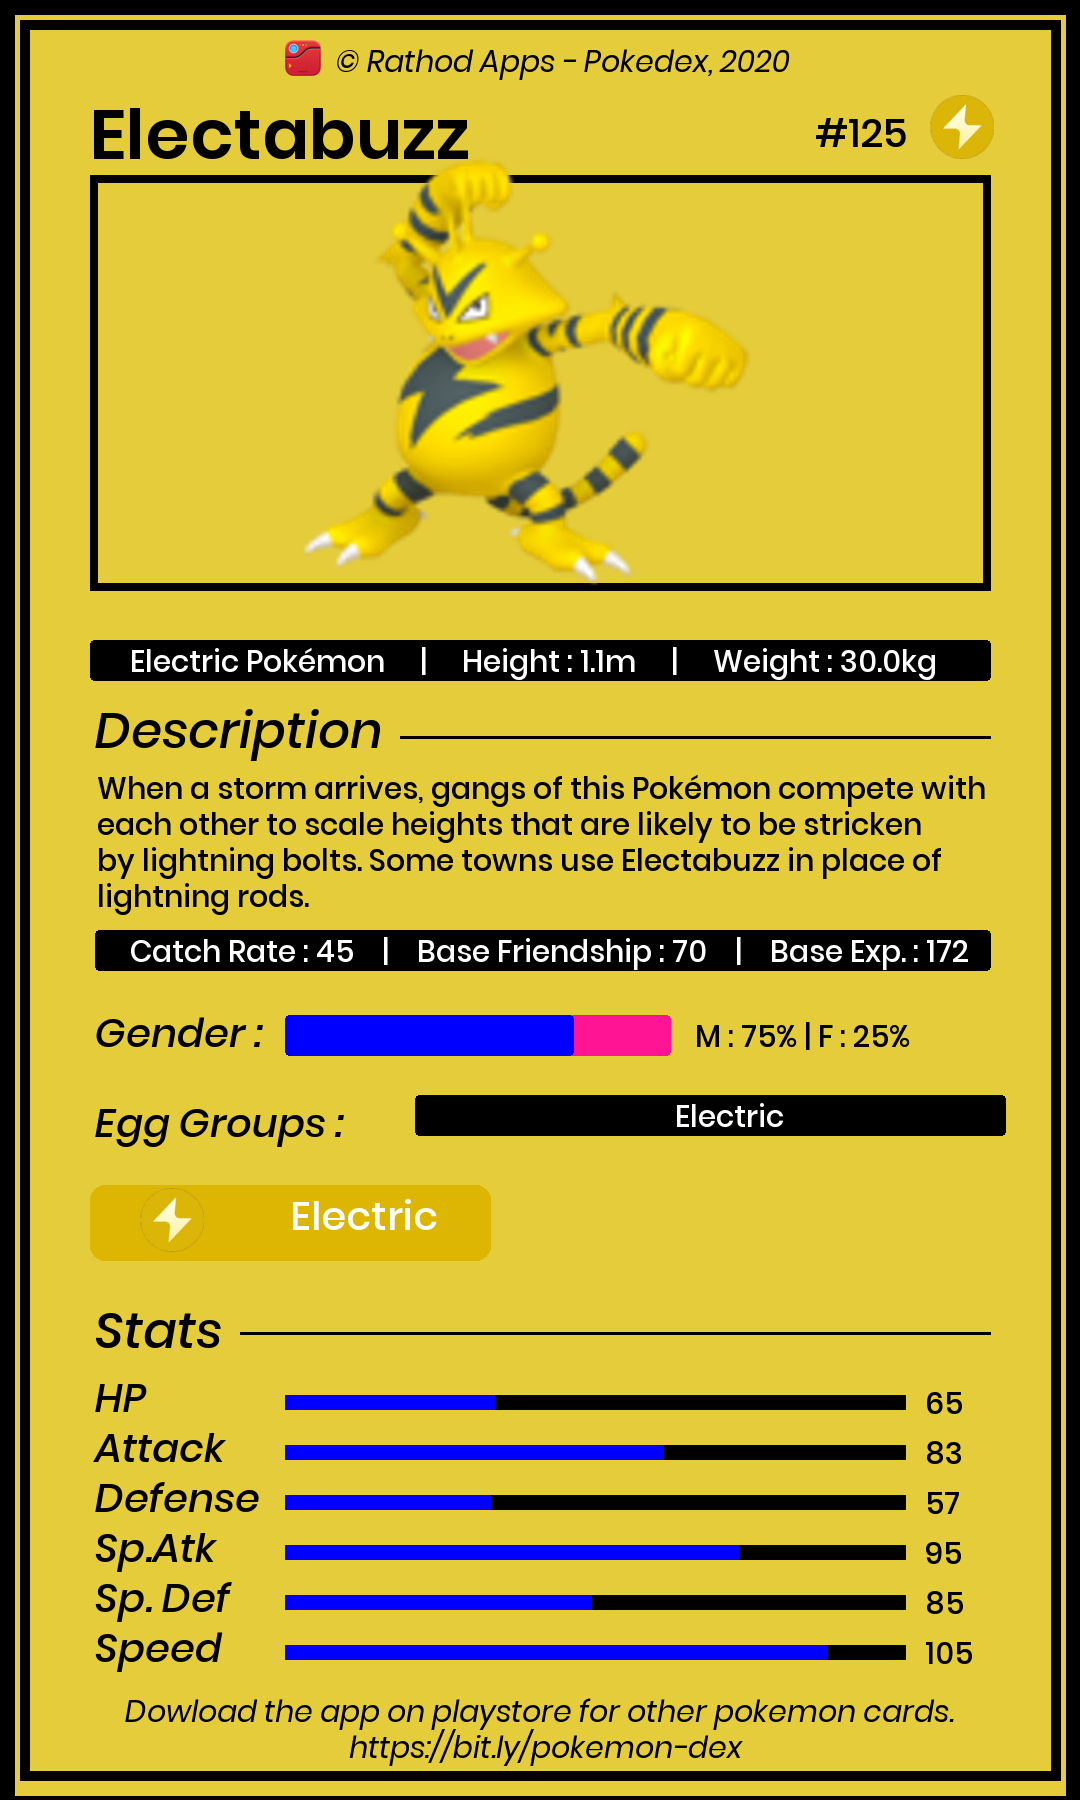 © Rathod Apps - Pokedex, 2020
Electabuzz
#125
Electric Pokémon | Height : 1.1m | Weight : 30.0kg
Description
When a storm arrives, gangs of this Pokémon compete with
each other to scale heights that are likely to be stricken
by lightning bolts. Some towns use Electabuzz in place of
lightning rods.
Catch Rate : 45 | Base Friendship : 70 | Base Exp. : 172
Gender : M : 75% | F : 25%
Egg Groups : Electric
Electric
Stats
HP 65
Attack 83
Defense 57
Sp.Atk 95
Sp. Def 85
Speed 105
Dowload the app on playstore for other pokemon cards.
https://bit.ly/pokemon-dex